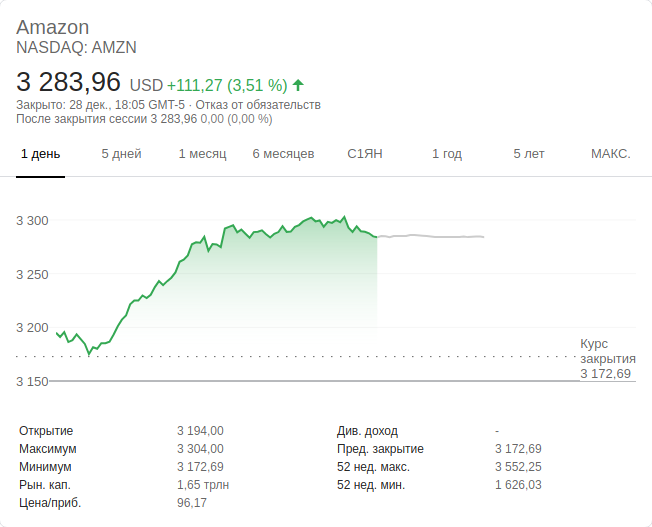 Amazon
NASDAQ: AMZN
3 283,96 USD +111,27 (3,51 %)
Закрыто: 28 дек., 18:05 GMT-5 · Отказ от обязательств
После закрытия сессии 3 283,96 0,00 (0,00 %)
1 день 5 дней 1 месяц 6 месяцев С1ЯН 1 год 5 лет МАКС.
3 300
3 250
3 200
3 150
Курс
закрытия
3 172,69
Открытие 3 194,00 Див. доход -
Максимум 3 304,00 Пред. закрытие 3 172,69
Минимум 3 172,69 52 нед. макс. 3 552,25
Рын. кап. 1,65 трлн 52 нед. мин. 1 626,03
Цена/приб. 96,17